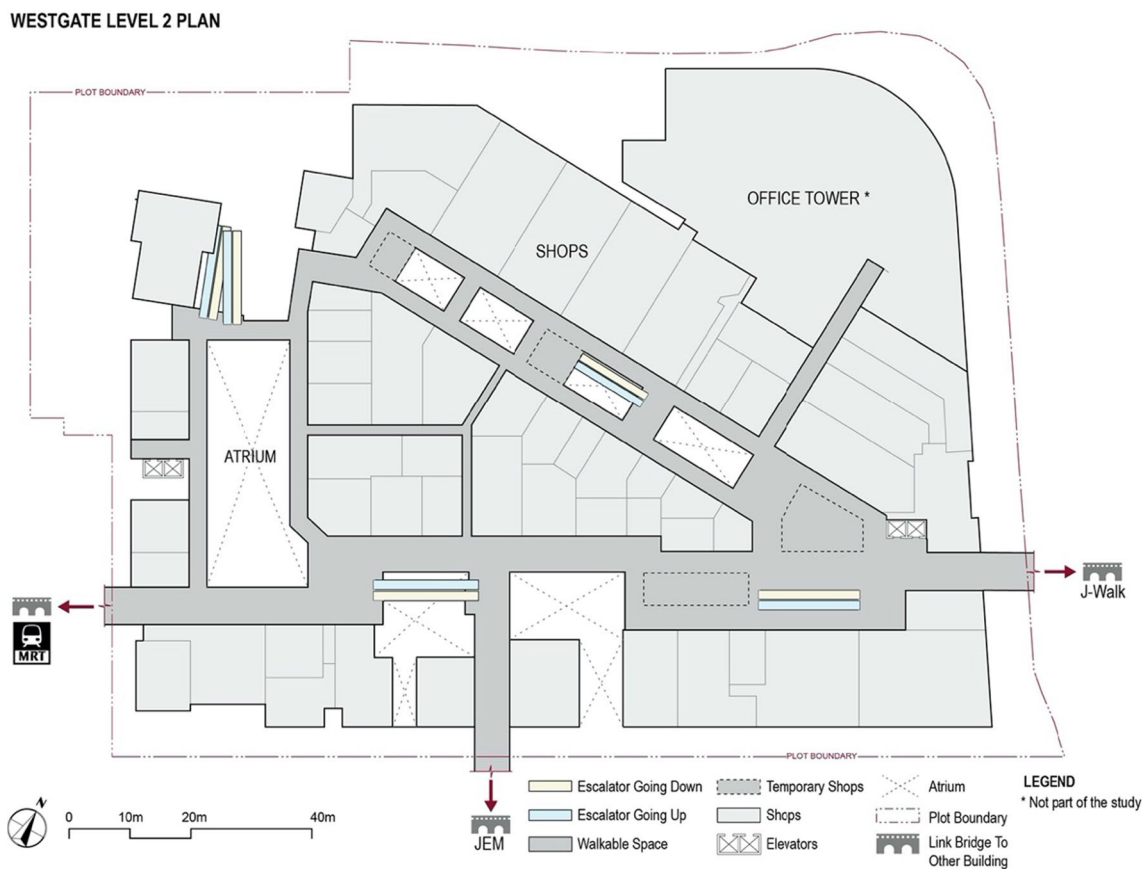 WESTGATE LEVEL 2 PLAN
PLOT BOUNDARY
OFFICE TOWER *
SHOPS
ATRIUM
J-Walk
MRT
PLOT BOUNDARY
JEM
N
0 10m 20m 40m
Escalator Going Down
Escalator Going Up
Walkable Space
Temporary Shops
Shops
Elevators
Atrium
Plot Boundary
Link Bridge To
Other Building
LEGEND
* Not part of the study